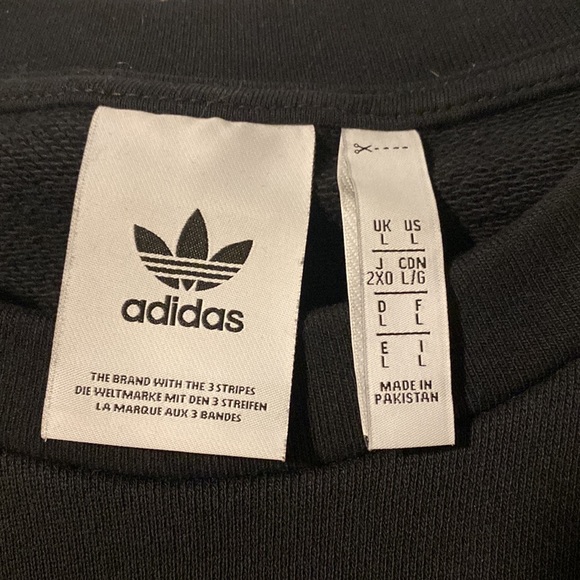 adidas
THE BRAND WITH THE 3 STRIPES
DIE WELTMARKE MIT DEN 3 STREIFEN
LA MARQUE AUX 3 BANDES
UK US
L L
J CDN
2XO L/G
D F
L L
E I
L L
MADE IN
PAKISTAN